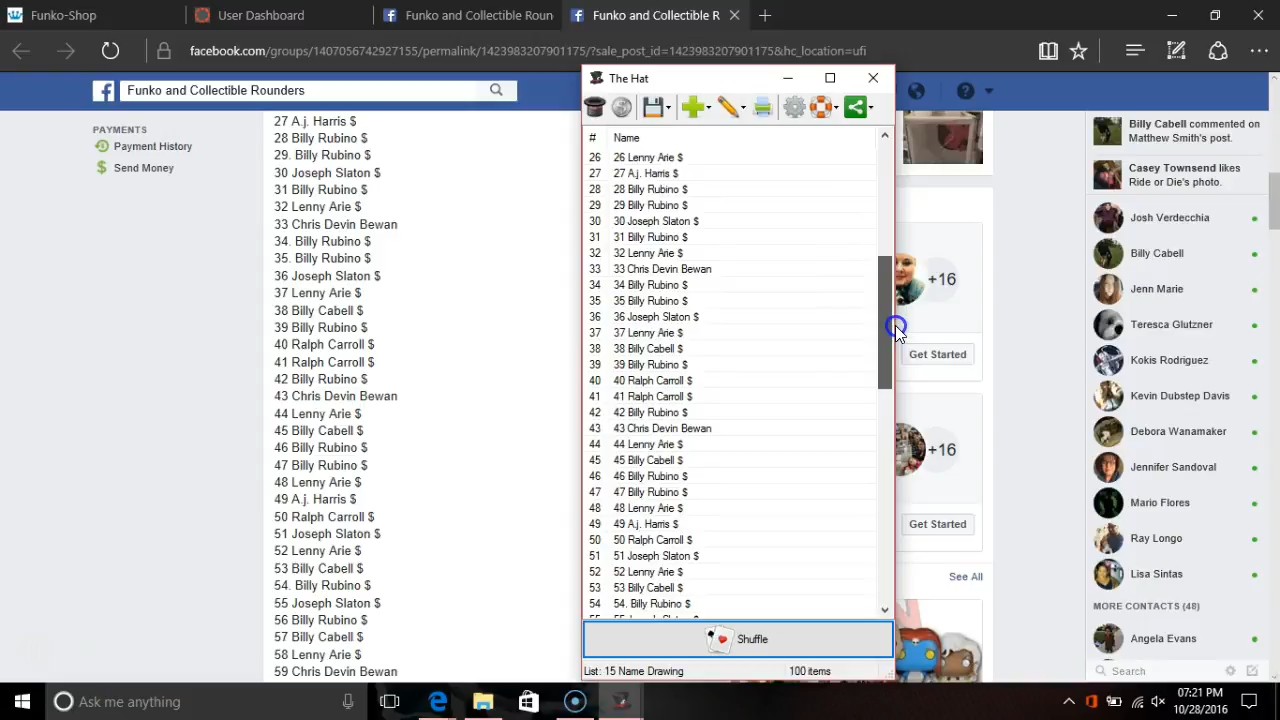 Funko-Shop
User Dashboard
Funko and Collectible Roun
Funko and Collectible R
facebook.com/groups/1407056742927155/permalink/1423983207901175/?sale_post_id=1423983207901175&hc_location=ufi
Funko and Collectible Rounders
PAYMENTS
Payment History
Send Money
27 A.j. Harris $
28 Billy Rubino $
29. Billy Rubino $
30 Joseph Slaton $
31 Billy Rubino $
32 Lenny Arie $
33 Chris Devin Bewan
34. Billy Rubino $
35. Billy Rubino $
36 Joseph Slaton $
37 Lenny Arie $
38 Billy Cabell $
39 Billy Rubino $
40 Ralph Carroll $
41 Ralph Carroll $
42 Billy Rubino $
43 Chris Devin Bewan
44 Lenny Arie $
45 Billy Cabell $
46 Billy Rubino $
47 Billy Rubino $
48 Lenny Arie $
49 A.j. Harris $
50 Ralph Carroll $
51 Joseph Slaton $
52 Lenny Arie $
53 Billy Cabell $
54. Billy Rubino $
55 Joseph Slaton $
56 Billy Rubino $
57 Billy Cabell $
58 Lenny Arie $
59 Chris Devin Bewan
The Hat
# Name
26 26 Lenny Arie $
27 27 A.j. Harris $
28 28 Billy Rubino $
29 29 Billy Rubino $
30 30 Joseph Slaton $
31 31 Billy Rubino $
32 32 Lenny Arie $
33 33 Chris Devin Bewan
34 34 Billy Rubino $
35 35 Billy Rubino $
36 36 Joseph Slaton $
37 37 Lenny Arie $
38 38 Billy Cabell $
39 39 Billy Rubino $
40 40 Ralph Carroll $
41 41 Ralph Carroll $
42 42 Billy Rubino $
43 43 Chris Devin Bewan
44 44 Lenny Arie $
45 45 Billy Cabell $
46 46 Billy Rubino $
47 47 Billy Rubino $
48 48 Lenny Arie $
49 49 A.j. Harris $
50 50 Ralph Carroll $
51 51 Joseph Slaton $
52 52 Lenny Arie $
53 53 Billy Cabell $
54 54. Billy Rubino $
55 55 Joseph Slaton $
Shuffle
List: 15 Name Drawing 100 items
+16
Get Started
+16
Get Started
See All
Billy Cabell commented on
Matthew Smith's post.
Casey Townsend likes
Ride or Die's photo.
Josh Verdecchia
Billy Cabell
Jenn Marie
Teresca Glutzner
Kokis Rodriguez
Kevin Dubstep Davis
Debora Wanamaker
Jennifer Sandoval
Mario Flores
Ray Longo
Lisa Sintas
MORE CONTACTS (48)
Angela Evans
Search
Ask me anything
07:21 PM
10/28/2016